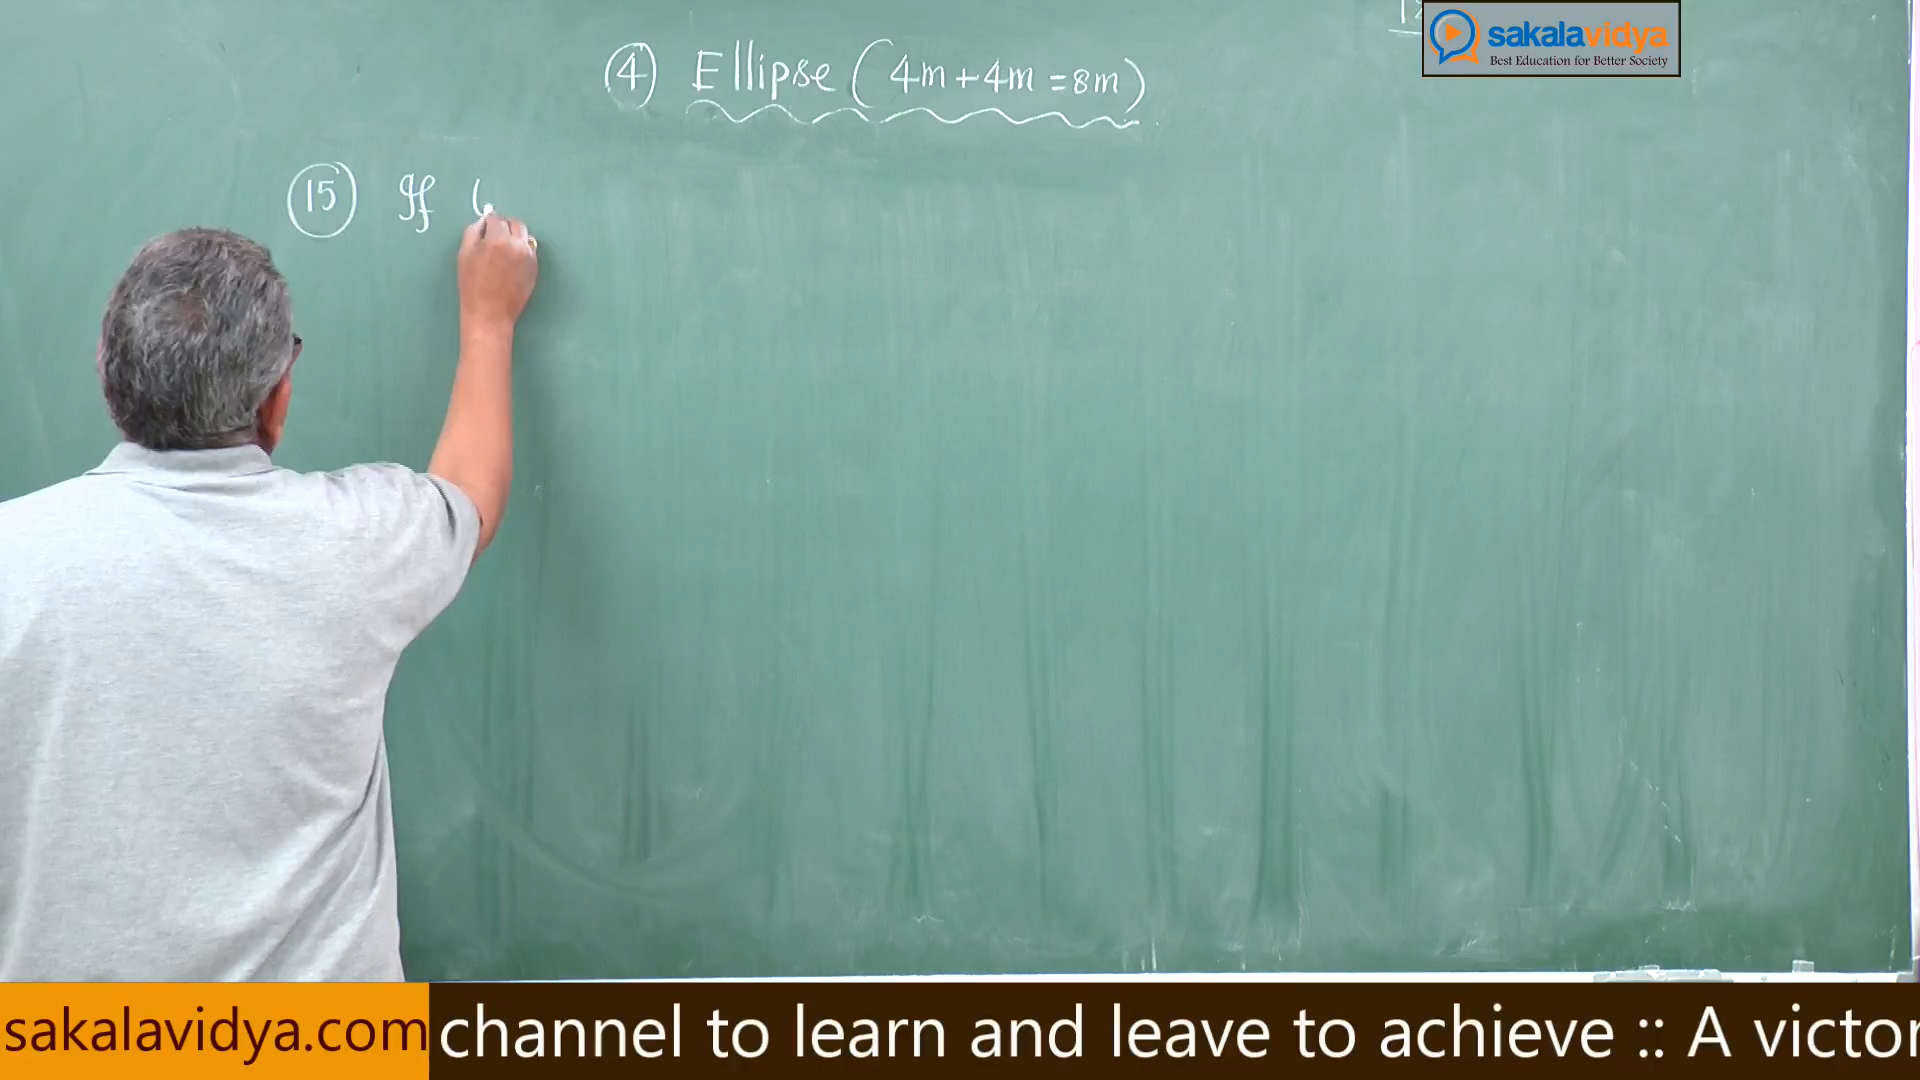 sakalavidya
Best Education for Better Society
④ Ellipse (4m+4m=8m)
⑮ If (
sakalavidya.com channel to learn and leave to achieve :: A victor